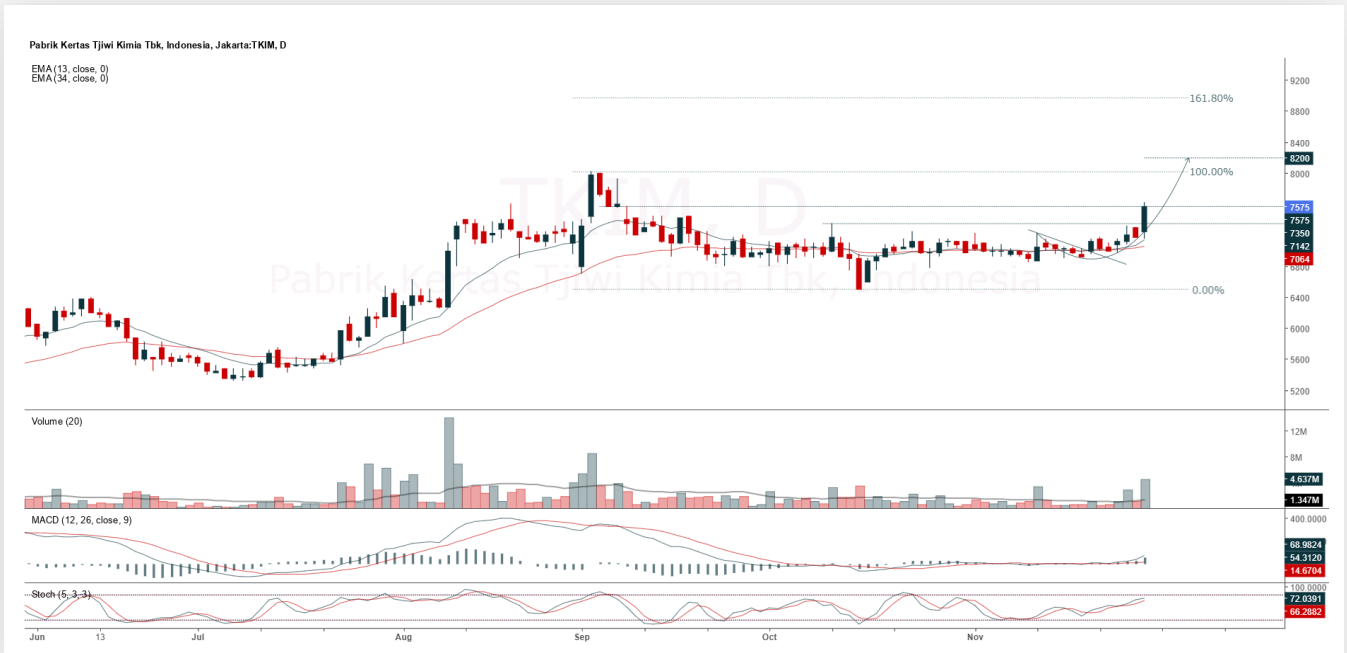 Pabrik Kertas Tjiwi Kimia Tbk, Indonesia, Jakarta:TKIM, D
EMA (13, close, 0)
EMA (34, close, 0)
TKIM, D
Pabrik Kertas Tjiwi Kimia Tbk, Indonesia
161.80%
100.00%
0.00%
9200
8800
8400
8200
8000
7575
7575
7350
7142
7064
6800
6400
6000
5600
5200
Volume (20)
12M
8M
4.637M
1.347M
MACD (12, 26, close, 9)
400.0000
68.9824
54.3120
14.6704
Stoch (5, 3, 3)
100.0000
72.0391
66.2882
Jun 13 Jul Aug Sep Oct Nov